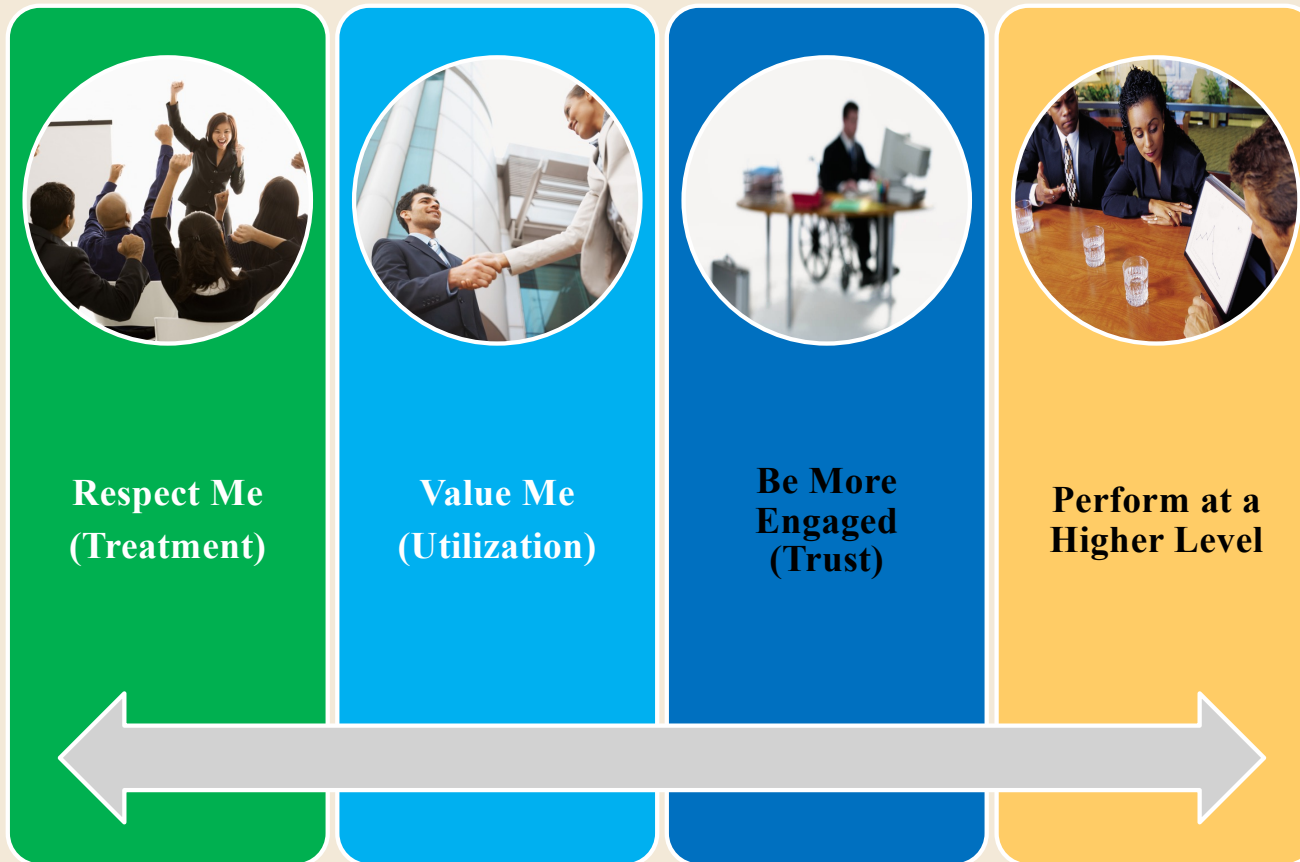 Respect Me
(Treatment)
Value Me
(Utilization)
Be More
Engaged
(Trust)
Perform at a
Higher Level